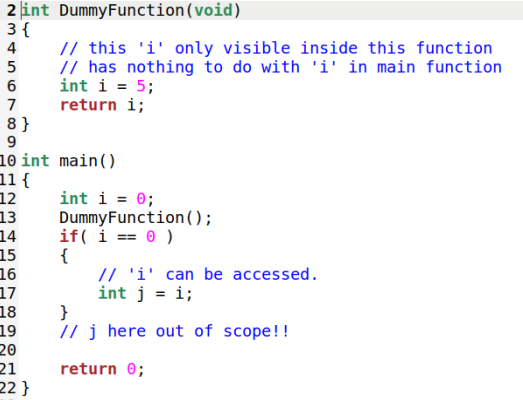 2 int DummyFunction(void)
3 {
4     // this 'i' only visible inside this function
5     // has nothing to do with 'i' in main function
6     int i = 5;
7     return i;
8 }
9
10 int main()
11 {
12     int i = 0;
13     DummyFunction();
14     if( i == 0 )
15     {
16         // 'i' can be accessed.
17         int j = i;
18     }
19     // j here out of scope!!
20
21     return 0;
22 }